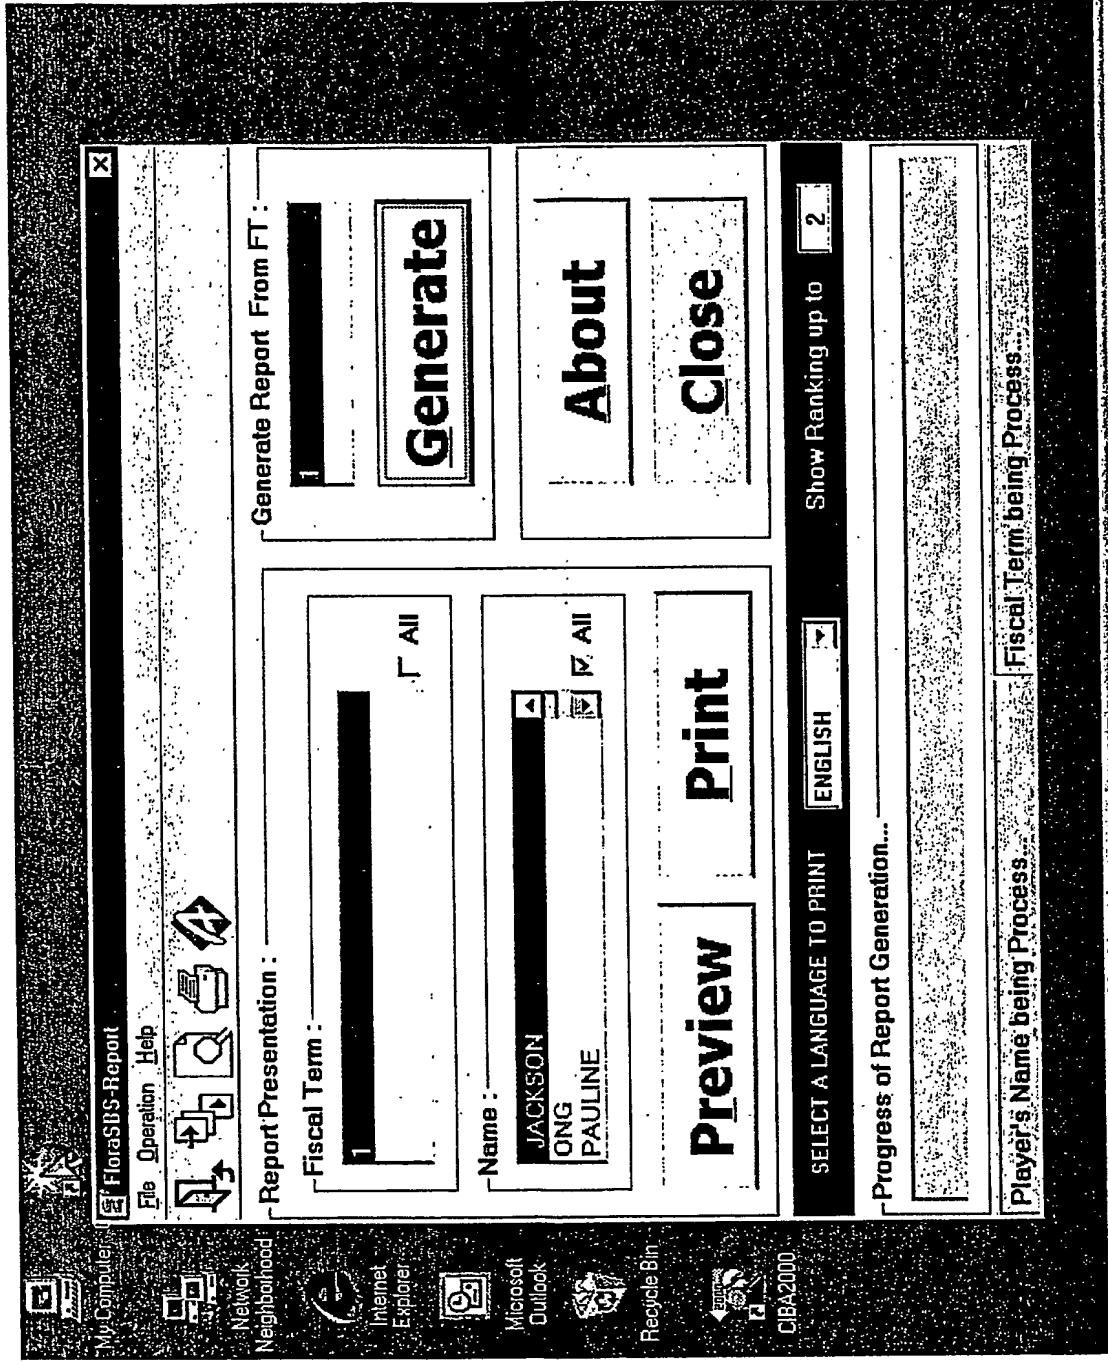 My Computer
Network
Neighborhood
Internet
Explorer
Microsoft
Outlook
Recycle Bin
CIBA2000
FloraSBS-Report
File Operation Help
Report Presentation :
Fiscal Term :
1
All
Name :
JACKSON
ONG
PAULINE
All
Preview
Print
Generate Report From FT :
1
Generate
About
Close
SELECT A LANGUAGE TO PRINT
ENGLISH
Show Ranking up to
2
Progress of Report Generation...
Player's Name being Process...
Fiscal Term being Process...